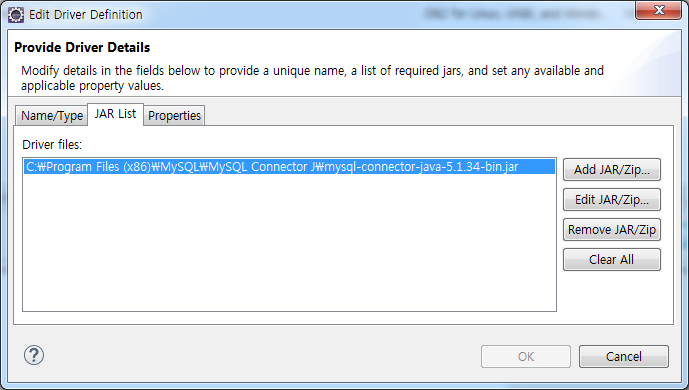 Edit Driver Definition
Provide Driver Details
Modify details in the fields below to provide a unique name, a list of required jars, and set any available and
applicable property values.
Name/Type JAR List Properties
Driver files:
C:₩Program Files (x86)₩MySQL₩MySQL Connector J₩mysql-connector-java-5.1.34-bin.jar
Add JAR/Zip...
Edit JAR/Zip...
Remove JAR/Zip
Clear All
OK Cancel